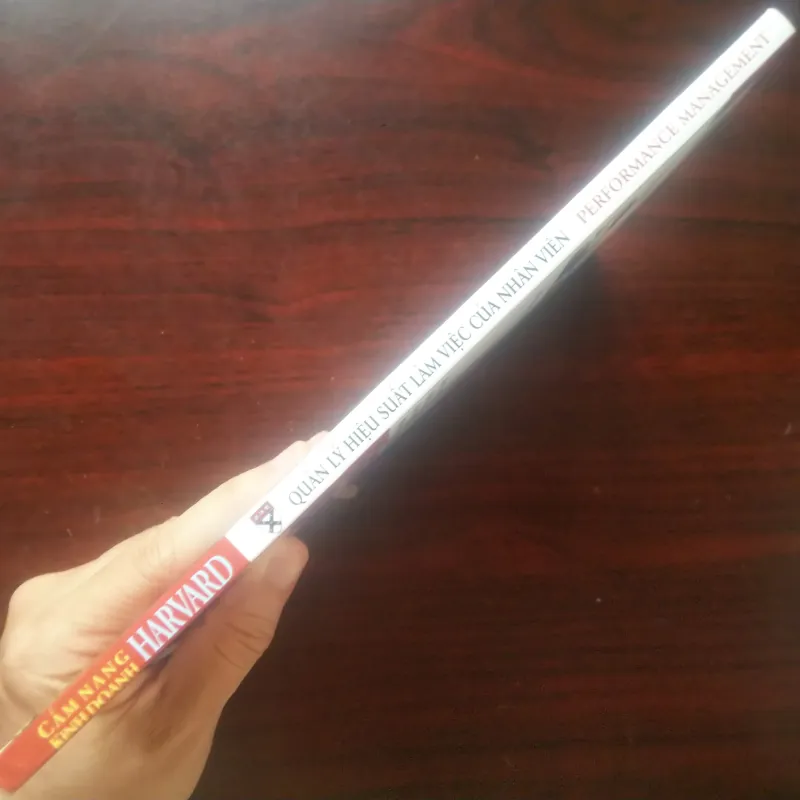 CẨM NANG
KINH DOANH
HARVARD
QUẢN LÝ HIỆU SUẤT LÀM VIỆC CỦA NHÂN VIÊN PERFORMANCE MANAGEMENT